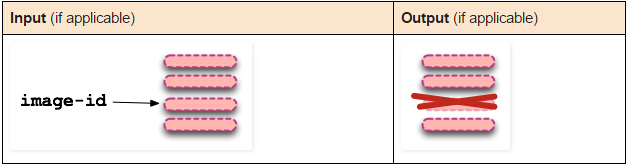 Input (if applicable)
Output (if applicable)
image-id